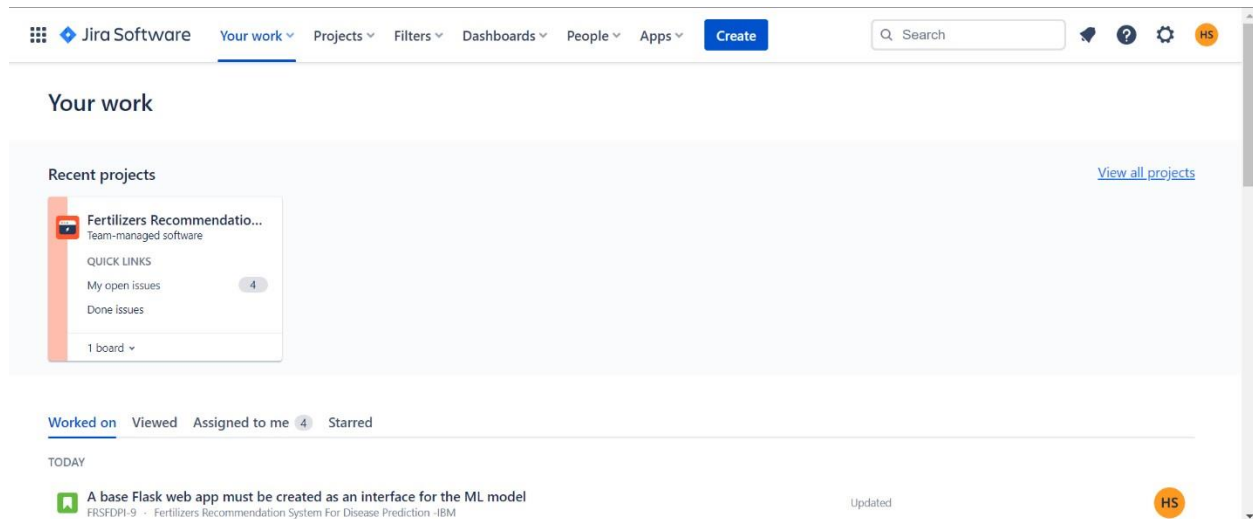 Jira Software Your work Projects Filters Dashboards People Apps Create Search HS
Your work
Recent projects View all projects
Fertilizers Recommendatio...
Team-managed software
QUICK LINKS
My open issues 4
Done issues
1 board
Worked on Viewed Assigned to me 4 Starred
TODAY
A base Flask web app must be created as an interface for the ML model
FRSFDPI-9 · Fertilizers Recommendation System For Disease Prediction -IBM
Updated HS